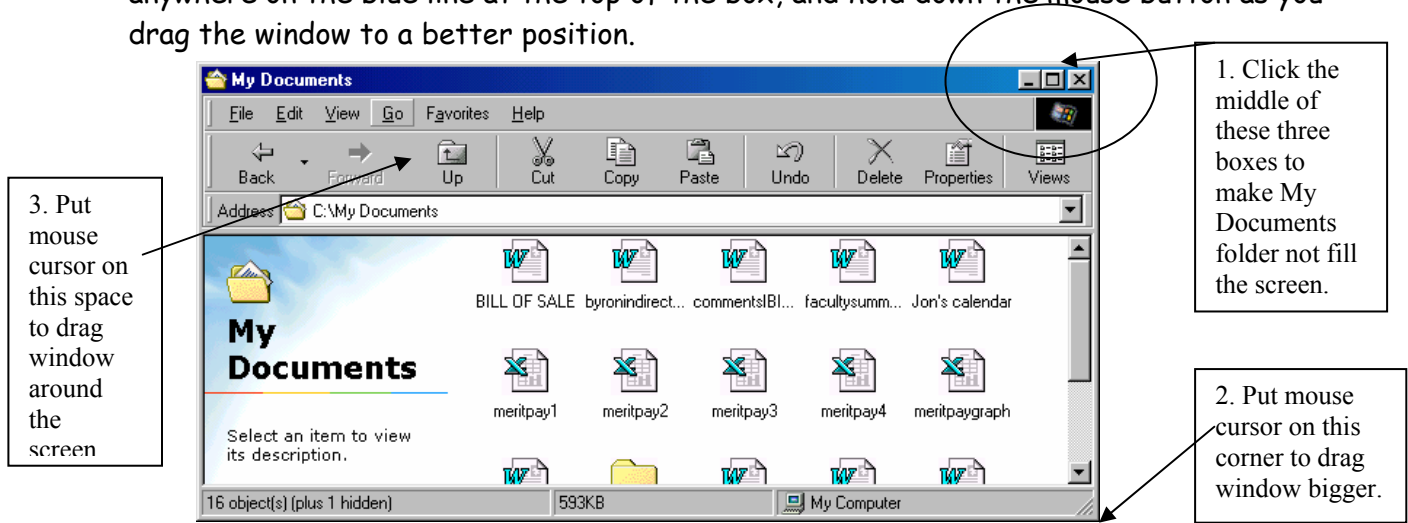 anywhere on the blue line at the top of the box, and hold down the mouse button as you
drag the window to a better position.
My Documents
File Edit View Go Favorites Help
Back Forward Up Cut Copy Paste Undo Delete Properties Views
Address C:\My Documents
My
Documents
Select an item to view
its description.
BILL OF SALE byronindirect... commentsIBI... facultysumm... Jon's calendar
meritpay1 meritpay2 meritpay3 meritpay4 meritpaygraph
16 object(s) (plus 1 hidden) 593KB My Computer
1. Click the
middle of
these three
boxes to
make My
Documents
folder not fill
the screen.
2. Put mouse
cursor on this
corner to drag
window bigger.
3. Put
mouse
cursor on
this space
to drag
window
around
the
screen